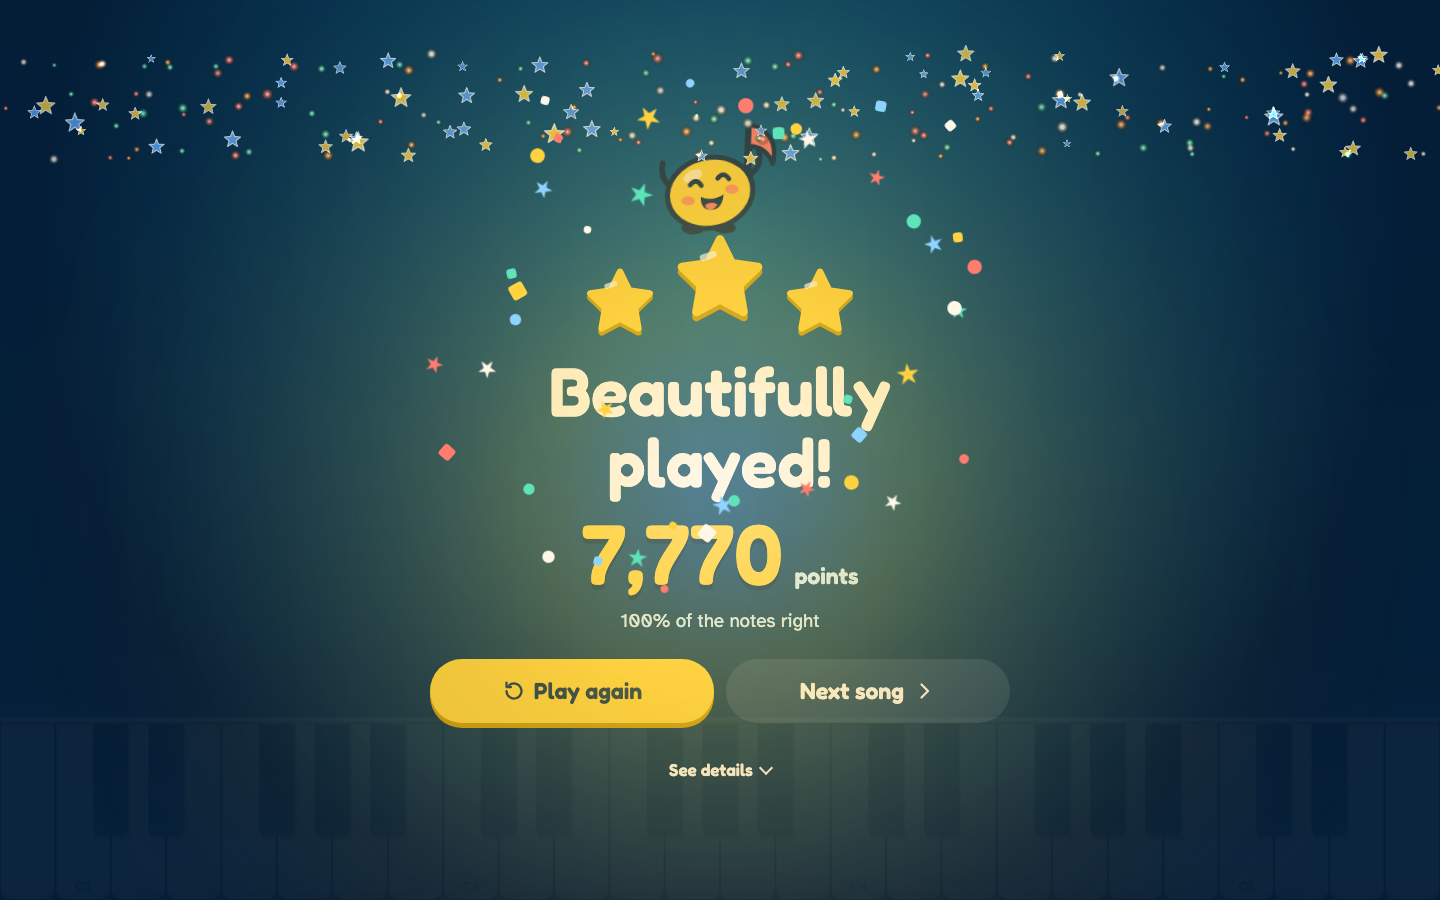 Beautifully
played!
7,770 points
100% of the notes right
Play again
Next song
See details